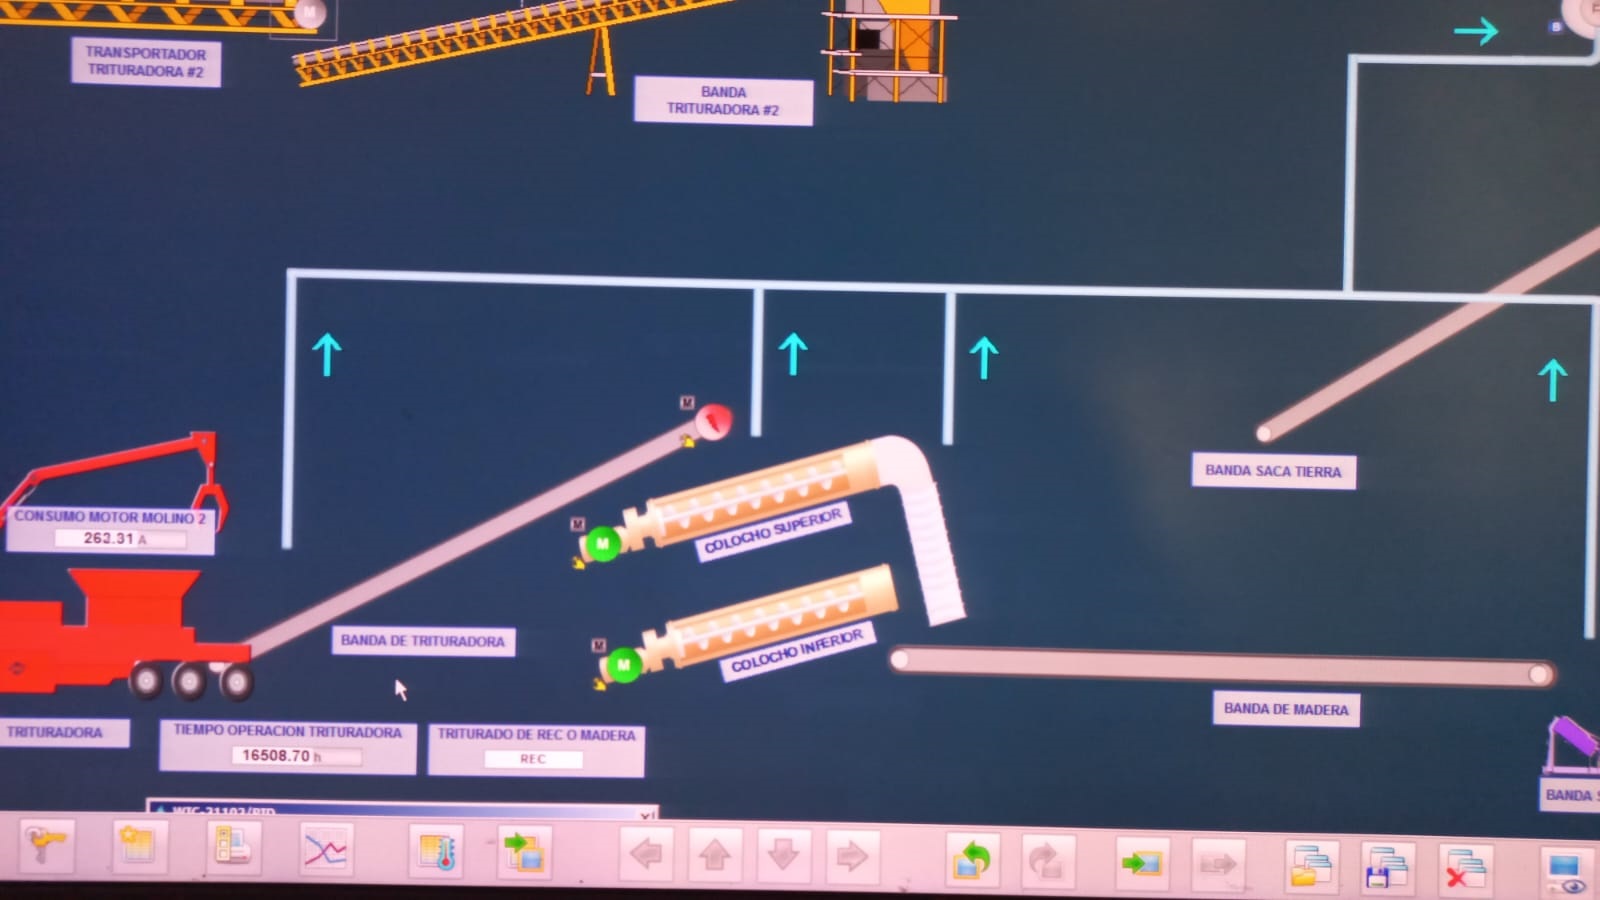 M
TRANSPORTADOR
TRITURADORA #2
BANDA
TRITURADORA #2
B
M
BANDA SACA TIERRA
CONSUMO MOTOR MOLINO 2
263.31 A
M
M
COLOCHO SUPERIOR
M
M
COLOCHO INFERIOR
BANDA DE TRITURADORA
BANDA DE MADERA
TRITURADORA
TIEMPO OPERACION TRITURADORA
16508.70 h
TRITURADO DE REC O MADERA
REC
BANDA